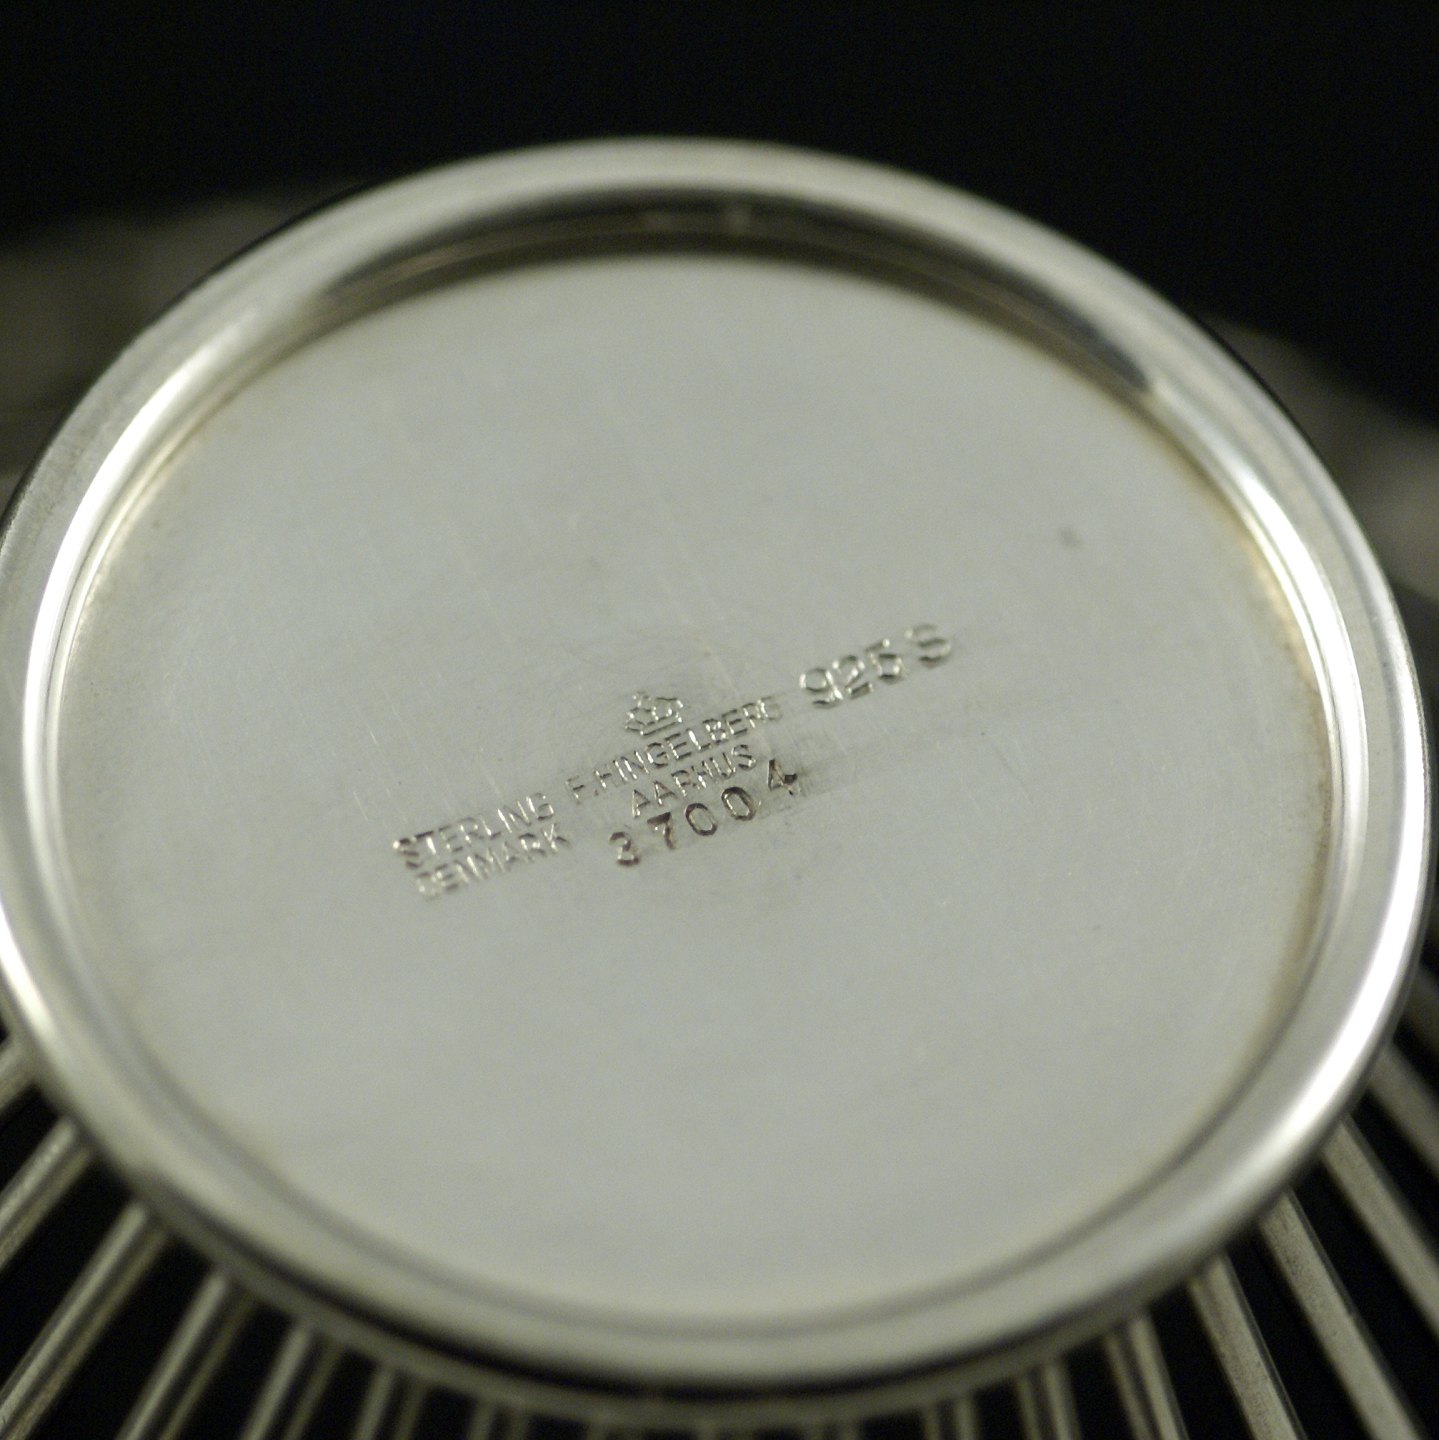 STERLING
DENMARK
F. HINGELBERG
AARHUS
37004
925 S